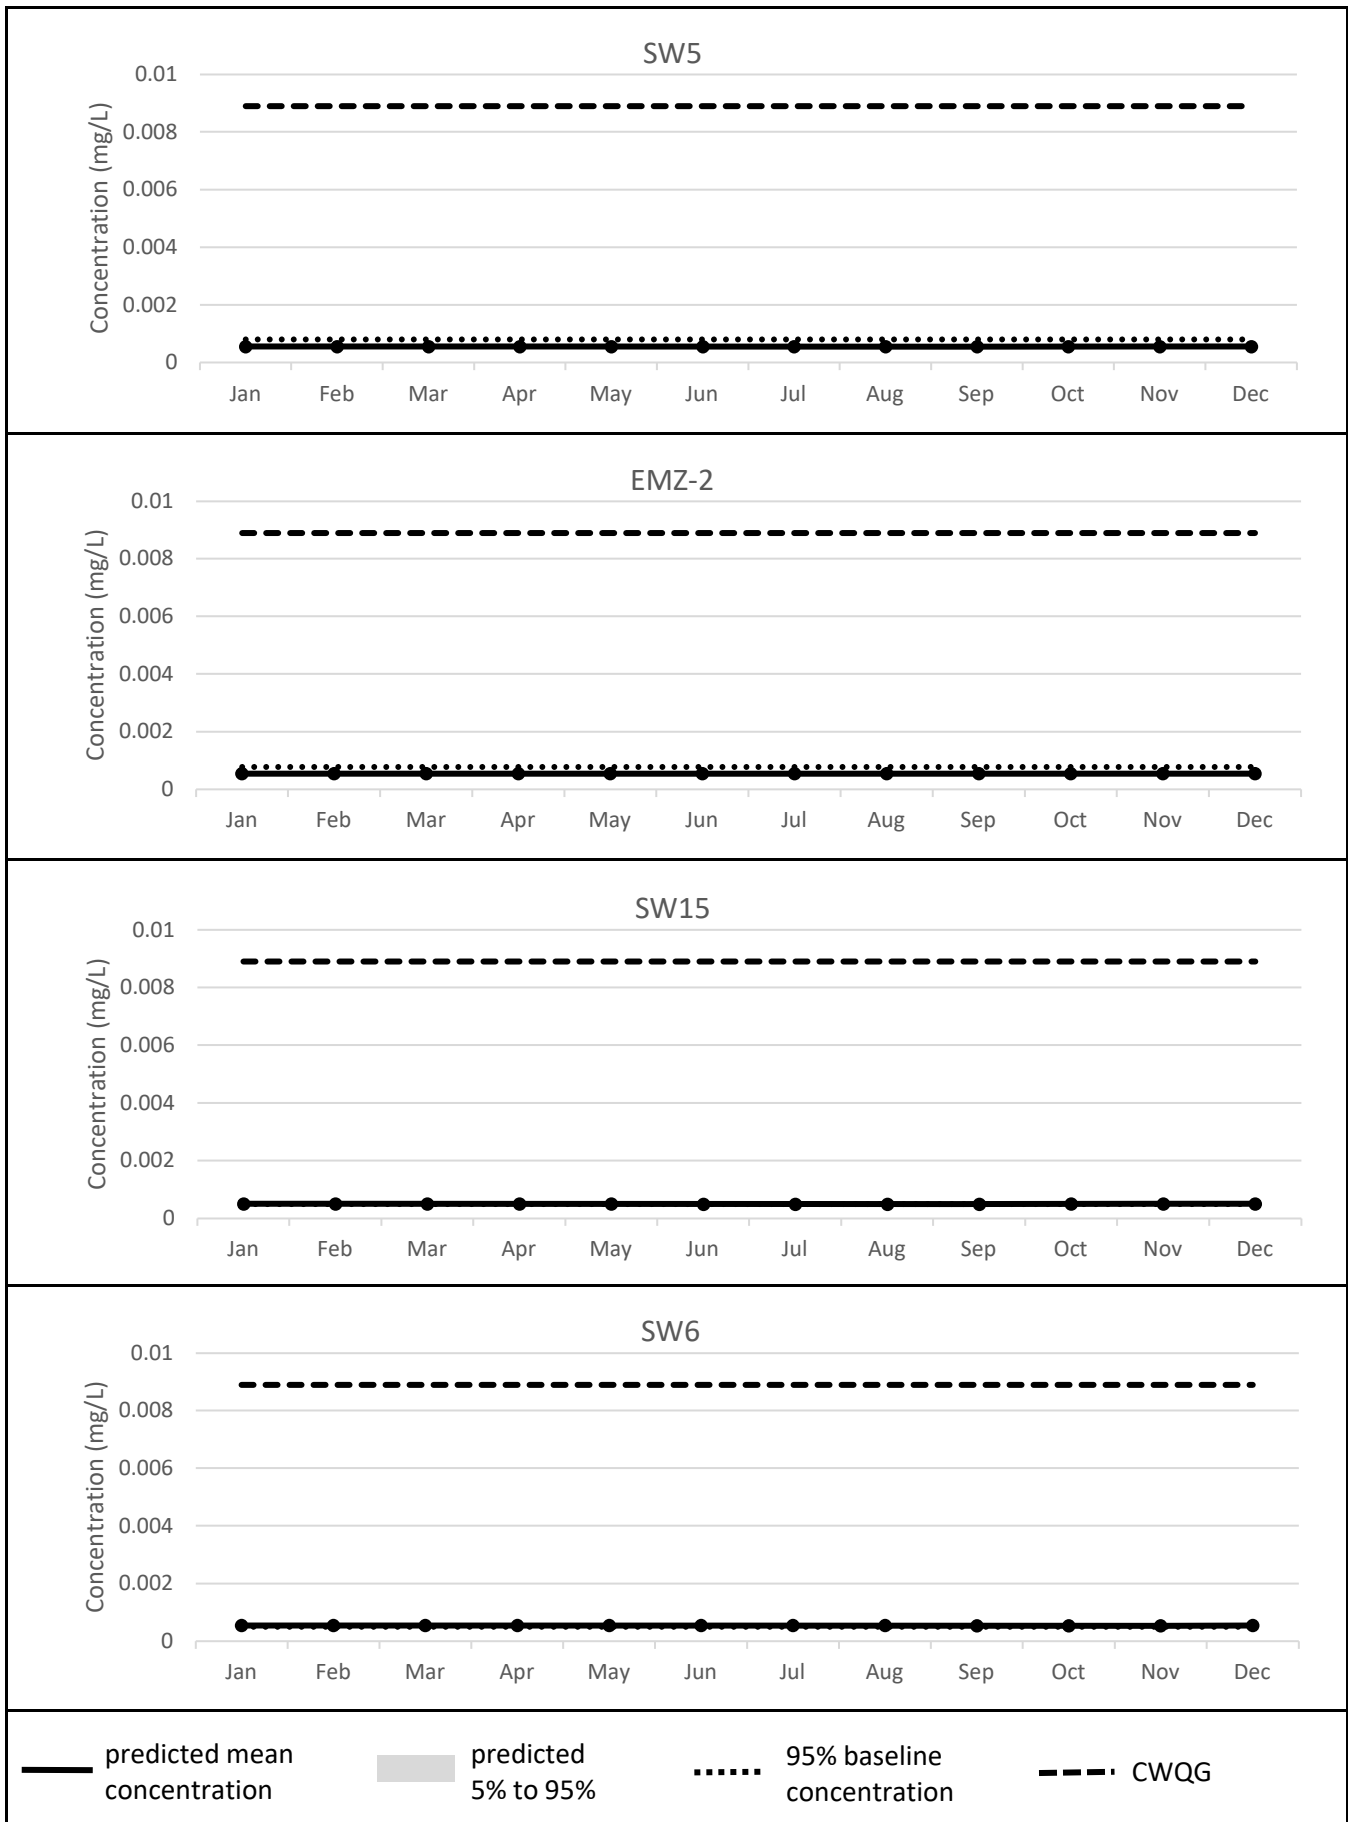 SW5
Concentration (mg/L)
0.01
0.008
0.006
0.004
0.002
0
Jan Feb Mar Apr May Jun Jul Aug Sep Oct Nov Dec
EMZ-2
Concentration (mg/L)
0.01
0.008
0.006
0.004
0.002
0
Jan Feb Mar Apr May Jun Jul Aug Sep Oct Nov Dec
SW15
Concentration (mg/L)
0.01
0.008
0.006
0.004
0.002
0
Jan Feb Mar Apr May Jun Jul Aug Sep Oct Nov Dec
SW6
Concentration (mg/L)
0.01
0.008
0.006
0.004
0.002
0
Jan Feb Mar Apr May Jun Jul Aug Sep Oct Nov Dec
predicted mean
concentration
predicted
5% to 95%
95% baseline
concentration
CWQG